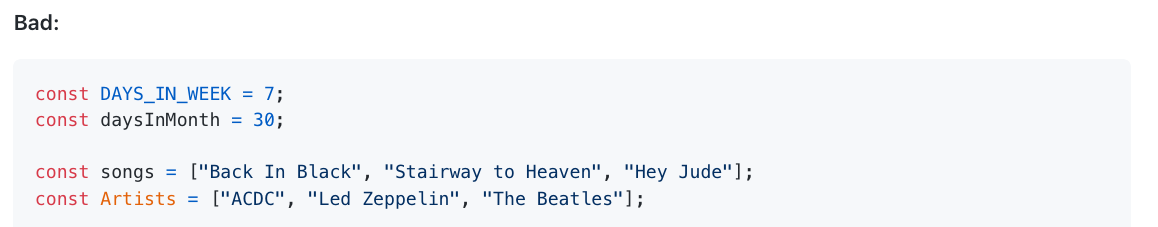 Bad:
const DAYS_IN_WEEK = 7;
const daysInMonth = 30;
const songs = ["Back In Black", "Stairway to Heaven", "Hey Jude"];
const Artists = ["ACDC", "Led Zeppelin", "The Beatles"];